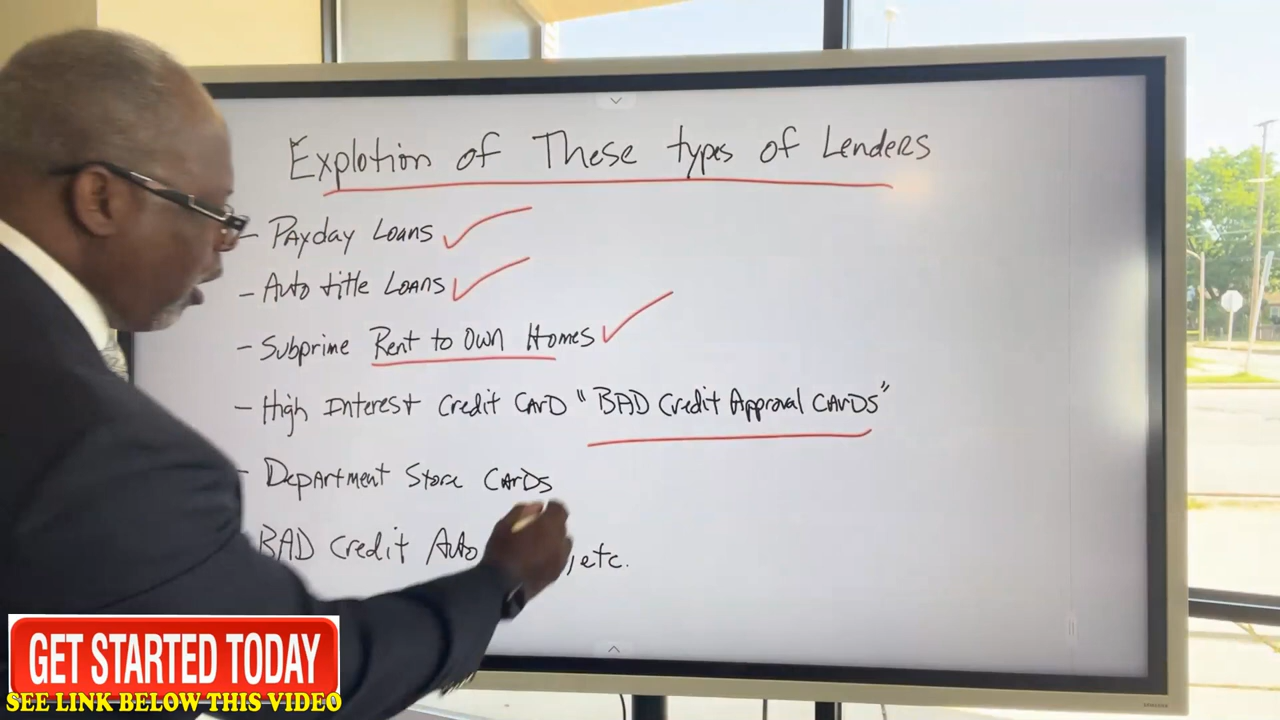 Explotion of These types of Lenders
- Payday Loans
- Auto title Loans
- Subprime Rent to Own Homes
- High Interest Credit CARD "BAD Credit Approval CARDS"
- Department Store CARDs
BAD Credit Auto , etc.
GET STARTED TODAY
SEE LINK BELOW THIS VIDEO
SAMSUNG